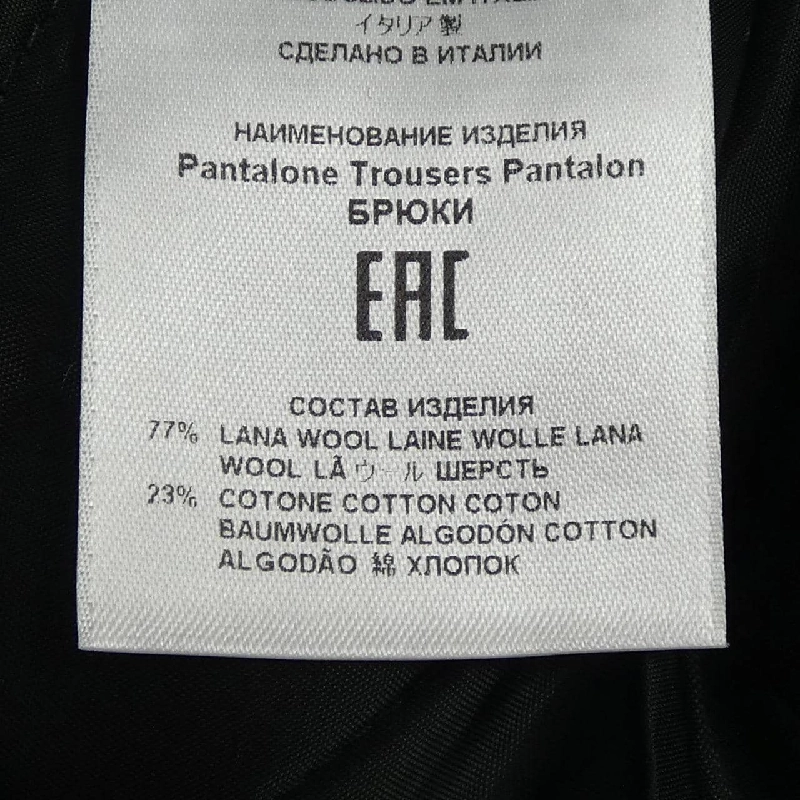 イタリア製
СДЕЛАНО В ИТАЛИИ
НАИМЕНОВАНИЕ ИЗДЕЛИЯ
Pantalone Trousers Pantalon
БРЮКИ
EAC
СОСТАВ ИЗДЕЛИЯ
77% LANA WOOL LAINE WOLLE LANA
WOOL LÃ ウール ШЕРСТЬ
23% COTONE COTTON COTON
BAUMWOLLE ALGODÓN COTTON
ALGODÃO 綿 ХЛОПОК